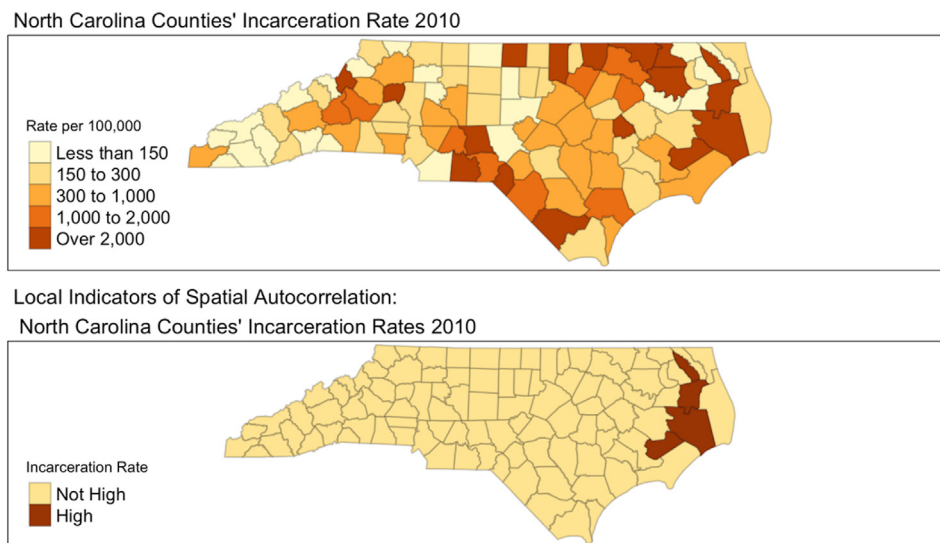 North Carolina Counties' Incarceration Rate 2010
Rate per 100,000
Less than 150
150 to 300
300 to 1,000
1,000 to 2,000
Over 2,000
Local Indicators of Spatial Autocorrelation:
North Carolina Counties' Incarceration Rates 2010
Incarceration Rate
Not High
High